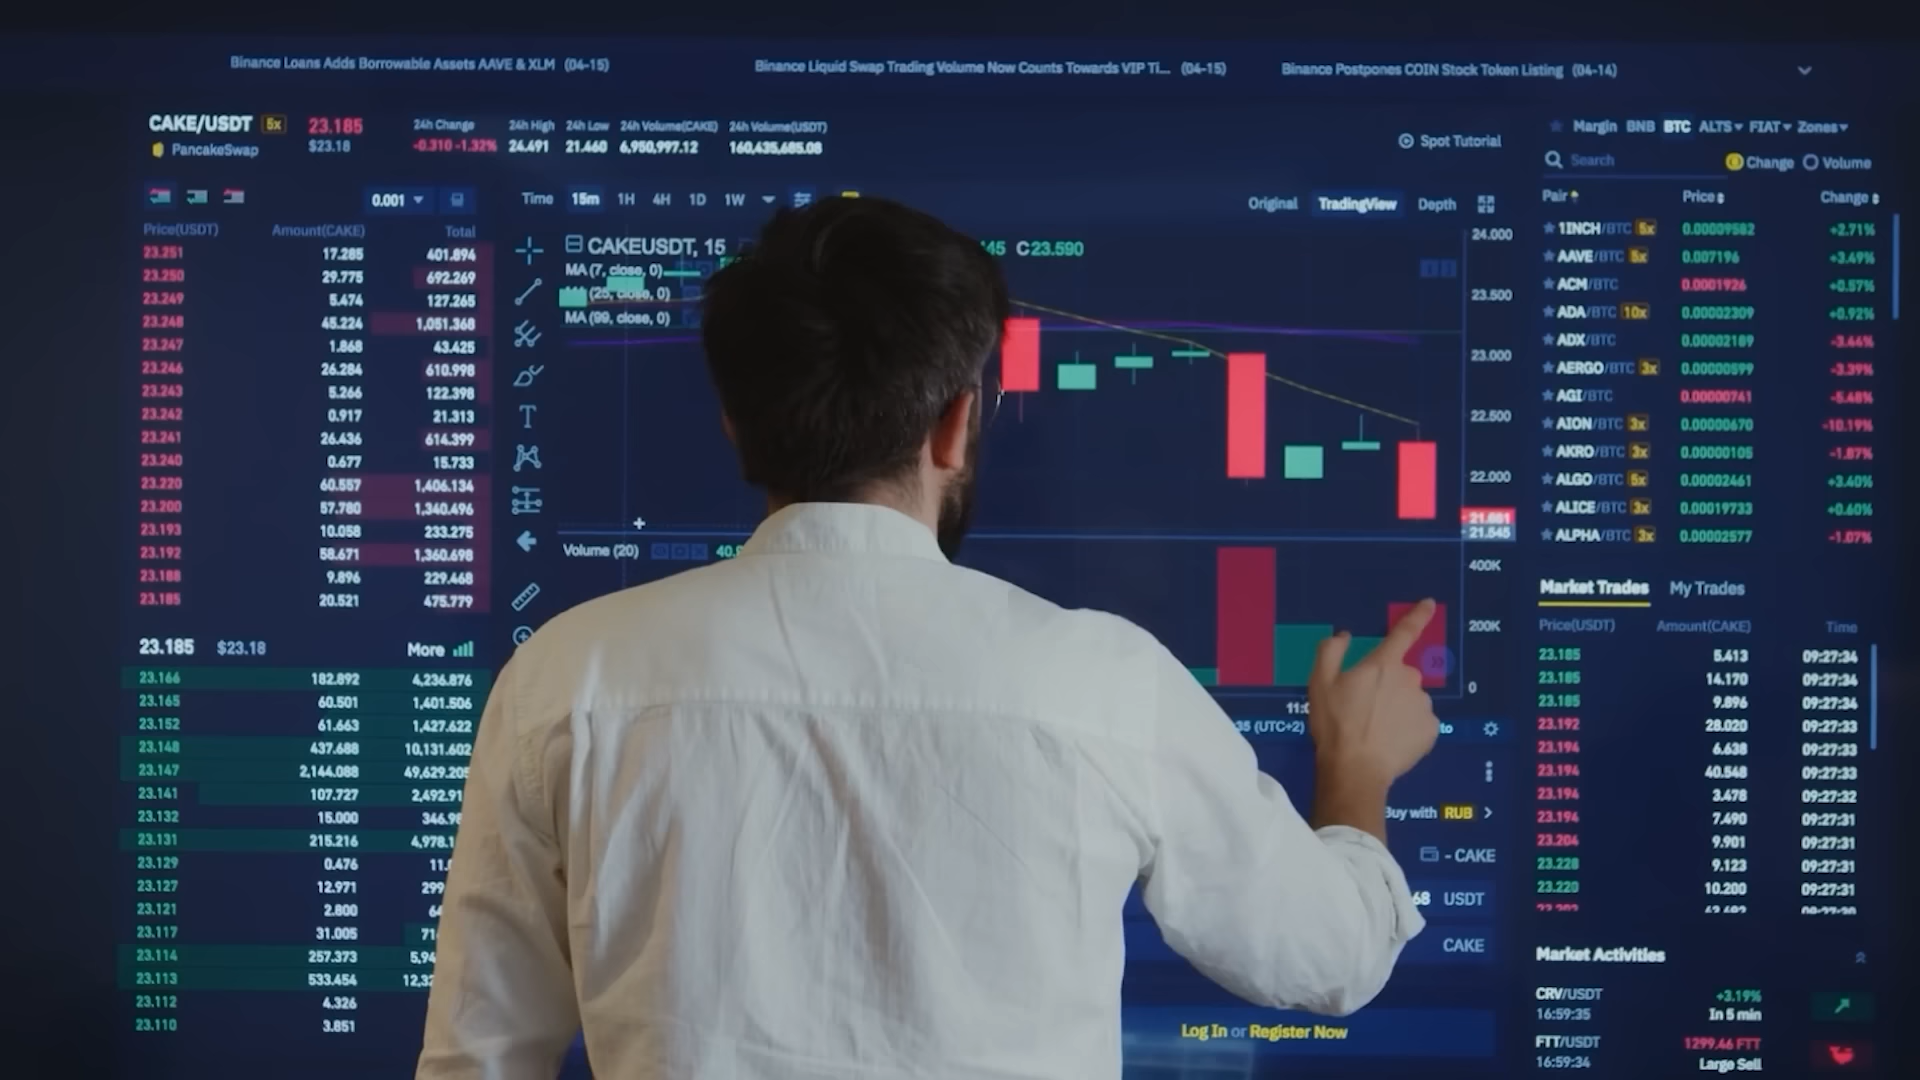 Binance Loans Adds Borrowable Assets AAVE & XLM (04-15)
Binance Liquid Swap Trading Volume Now Counts Towards VIP Ti... (04-15)
Binance Postpones COIN Stock Token Listing (04-14)
CAKE/USDT 5x 23.185
PancakeSwap $23.18
24h Change 24h High 24h Low 24h Volume(CAKE) 24h Volume(USDT)
-0.310 -1.32% 24.491 21.460 6,950,997.12 160,435,685.08
Spot Tutorial
0.001
Price(USDT) Amount(CAKE) Total
23.251 17.285 401.894
23.250 29.775 692.269
23.249 5.474 127.265
23.248 45.224 1,051.368
23.247 1.868 43.425
23.246 26.284 610.998
23.243 5.266 122.398
23.242 0.917 21.313
23.241 26.436 614.399
23.240 0.677 15.733
23.220 60.557 1,406.134
23.200 57.780 1,340.496
23.193 10.058 233.275
23.192 58.671 1,360.698
23.188 9.896 229.468
23.185 20.521 475.779
23.185 $23.18 More
23.166 182.892 4,236.876
23.165 60.501 1,401.506
23.152 61.663 1,427.622
23.148 437.688 10,131.602
23.147 2,144.088 49,629.205
23.141 107.727 2,492.91
23.132 15.000 346.98
23.131 215.216 4,978.1
23.129 0.476 11.
23.127 12.971 299
23.121 2.800 64
23.117 31.005 71
23.114 257.373 5,94
23.113 533.454 12,32
23.112 4.326
23.110 3.851
Time 15m 1H 4H 1D 1W
Original TradingView Depth
CAKEUSDT, 15 45 C23.590
MA (7, close, 0)
(25, close, 0)
MA (99, close, 0)
24.000
23.500
23.000
22.500
22.000
21.545
Volume (20) 40.9
400K
200K
0
11:0
35 (UTC+2) to
Buy with RUB
- CAKE
68 USDT
CAKE
Log In or Register Now
Margin BNB BTC ALTS FIAT Zones
Search Change Volume
Pair Price Change
1INCH/BTC 5x 0.00009582 +2.71%
AAVE/BTC 5x 0.007196 +3.49%
ACM/BTC 0.0001926 +0.57%
ADA/BTC 10x 0.00002309 +0.92%
ADX/BTC 0.00002189 -3.44%
AERGO/BTC 3x 0.00000599 -3.39%
AGI/BTC 0.00000741 -5.48%
AION/BTC 3x 0.00000670 -10.19%
AKRO/BTC 3x 0.00000105 -1.87%
ALGO/BTC 5x 0.00002461 +3.40%
ALICE/BTC 3x 0.00019733 +0.60%
ALPHA/BTC 3x 0.00002577 -1.07%
Market Trades My Trades
Price(USDT) Amount(CAKE) Time
23.185 5.413 09:27:34
23.185 14.170 09:27:34
23.185 9.896 09:27:34
23.192 28.020 09:27:33
23.194 6.638 09:27:33
23.194 40.548 09:27:33
23.194 3.478 09:27:32
23.194 7.490 09:27:31
23.204 9.901 09:27:31
23.228 9.123 09:27:31
23.220 10.200 09:27:31
Market Activities
CRV/USDT +3.19%
16:59:35 In 5 min
FTT/USDT 1299.46 FTT
16:59:34 Large Sell